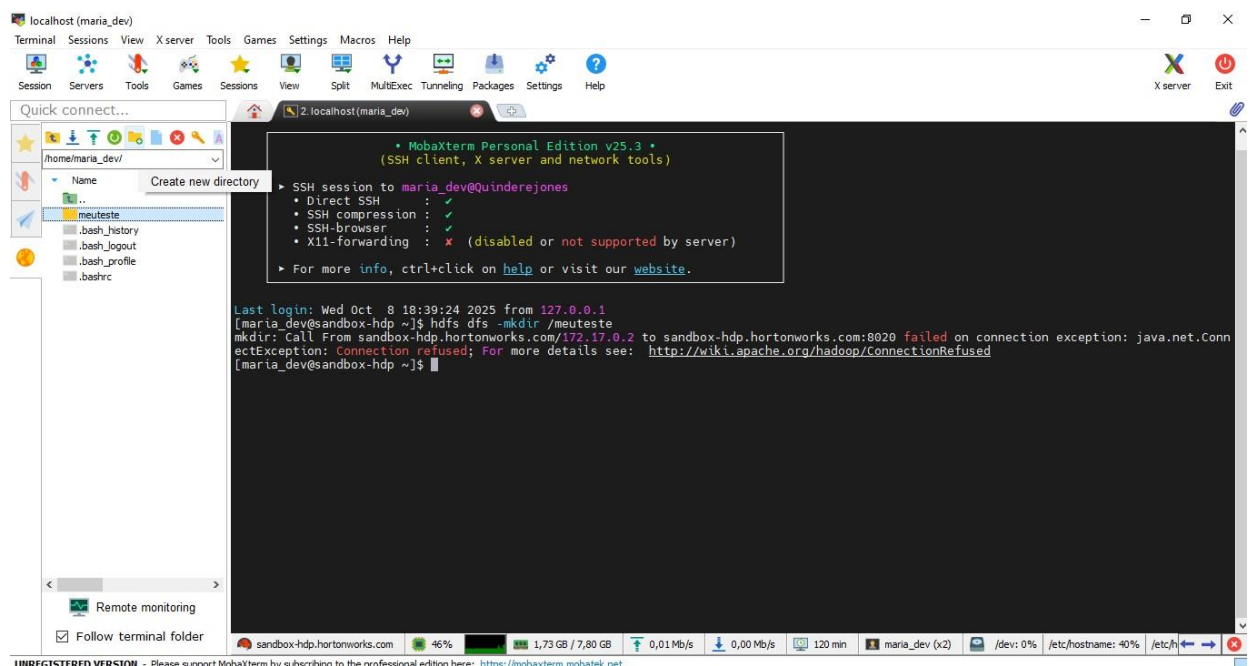 localhost (maria_dev)
Terminal Sessions View X server Tools Games Settings Macros Help
Session Servers Tools Games Sessions View Split MultiExec Tunneling Packages Settings Help X server Exit
Quick connect...
2. localhost (maria_dev)
/home/maria_dev/
Name
Create new directory
..
meuteste
.bash_history
.bash_logout
.bash_profile
.bashrc
• MobaXterm Personal Edition v25.3 •
(SSH client, X server and network tools)
► SSH session to maria_dev@Quinderejones
• Direct SSH : ✔
• SSH compression : ✔
• SSH-browser : ✔
• X11-forwarding : ✘ (disabled or not supported by server)
► For more info, ctrl+click on help or visit our website.
Last login: Wed Oct 8 18:39:24 2025 from 127.0.0.1
[maria_dev@sandbox-hdp ~]$ hdfs dfs -mkdir /meuteste
mkdir: Call From sandbox-hdp.hortonworks.com/172.17.0.2 to sandbox-hdp.hortonworks.com:8020 failed on connection exception: java.net.Conn
ectException: Connection refused; For more details see: http://wiki.apache.org/hadoop/ConnectionRefused
[maria_dev@sandbox-hdp ~]$
Remote monitoring
Follow terminal folder
sandbox-hdp.hortonworks.com 46% 1,73 GB / 7,80 GB 0,01 Mb/s 0,00 Mb/s 120 min maria_dev (x2) /dev: 0% /etc/hostname: 40% /etc/h
UNREGISTERED VERSION - Please support MobaXterm by subscribing to the professional edition here: https://mobaxterm.mobatek.net